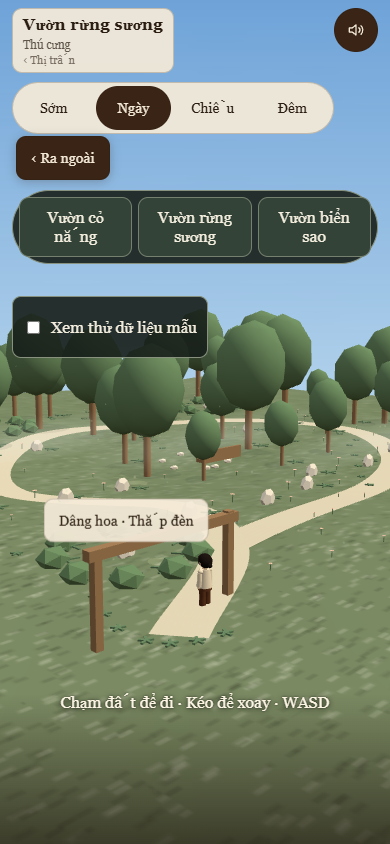 Vườn rừng sương
Thú cưng
‹ Thị trấn
Sớm
Ngày
Chiều
Đêm
‹ Ra ngoài
Vườn cỏ
nắng
Vườn rừng
sương
Vườn biển
sao
Xem thử dữ liệu mẫu
Dâng hoa · Thắp đèn
Chạm đất để đi · Kéo để xoay · WASD